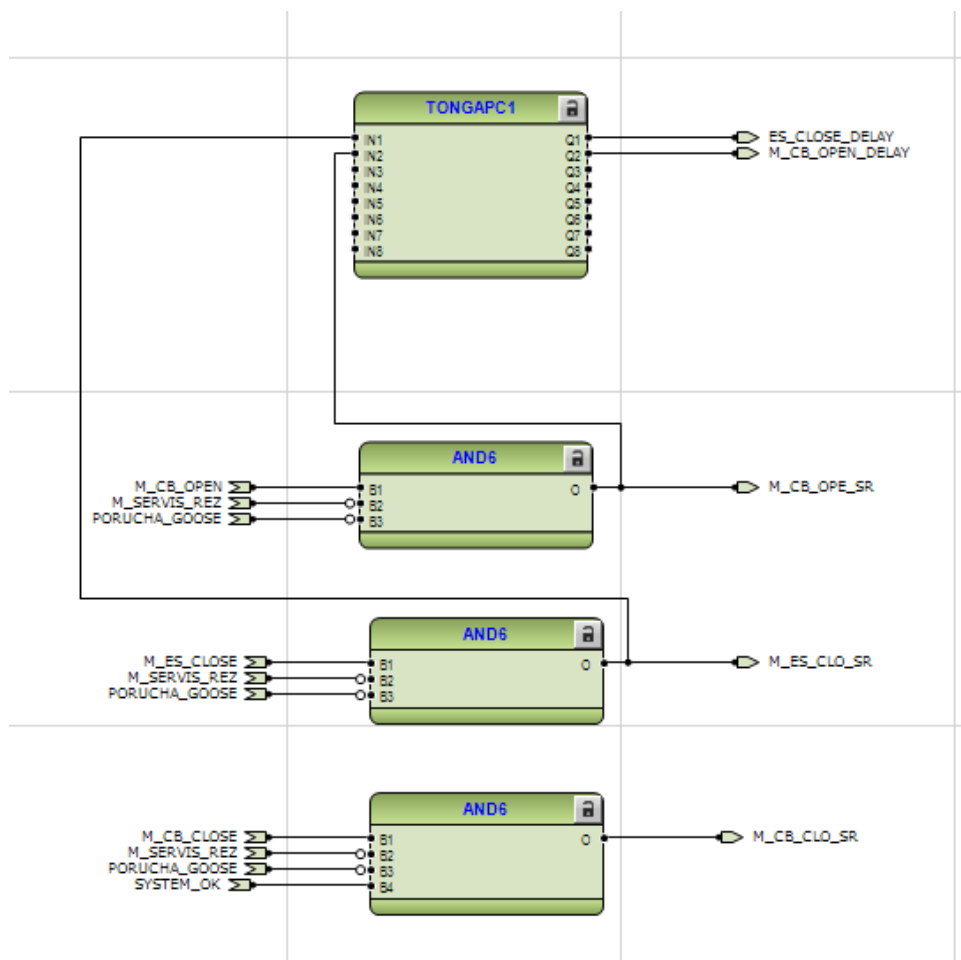 TONGAPC1
IN1 Q1 ES_CLOSE_DELAY
IN2 Q2 M_CB_OPEN_DELAY
IN3 Q3
IN4 Q4
IN5 Q5
IN6 Q6
IN7 Q7
IN8 Q8
AND6
M_CB_OPEN B1 O M_CB_OPE_SR
M_SERVIS_REZ B2
PORUCHA_GOOSE B3
AND6
M_ES_CLOSE B1 O M_ES_CLO_SR
M_SERVIS_REZ B2
PORUCHA_GOOSE B3
AND6
M_CB_CLOSE B1 O M_CB_CLO_SR
M_SERVIS_REZ B2
PORUCHA_GOOSE B3
SYSTEM_OK B4